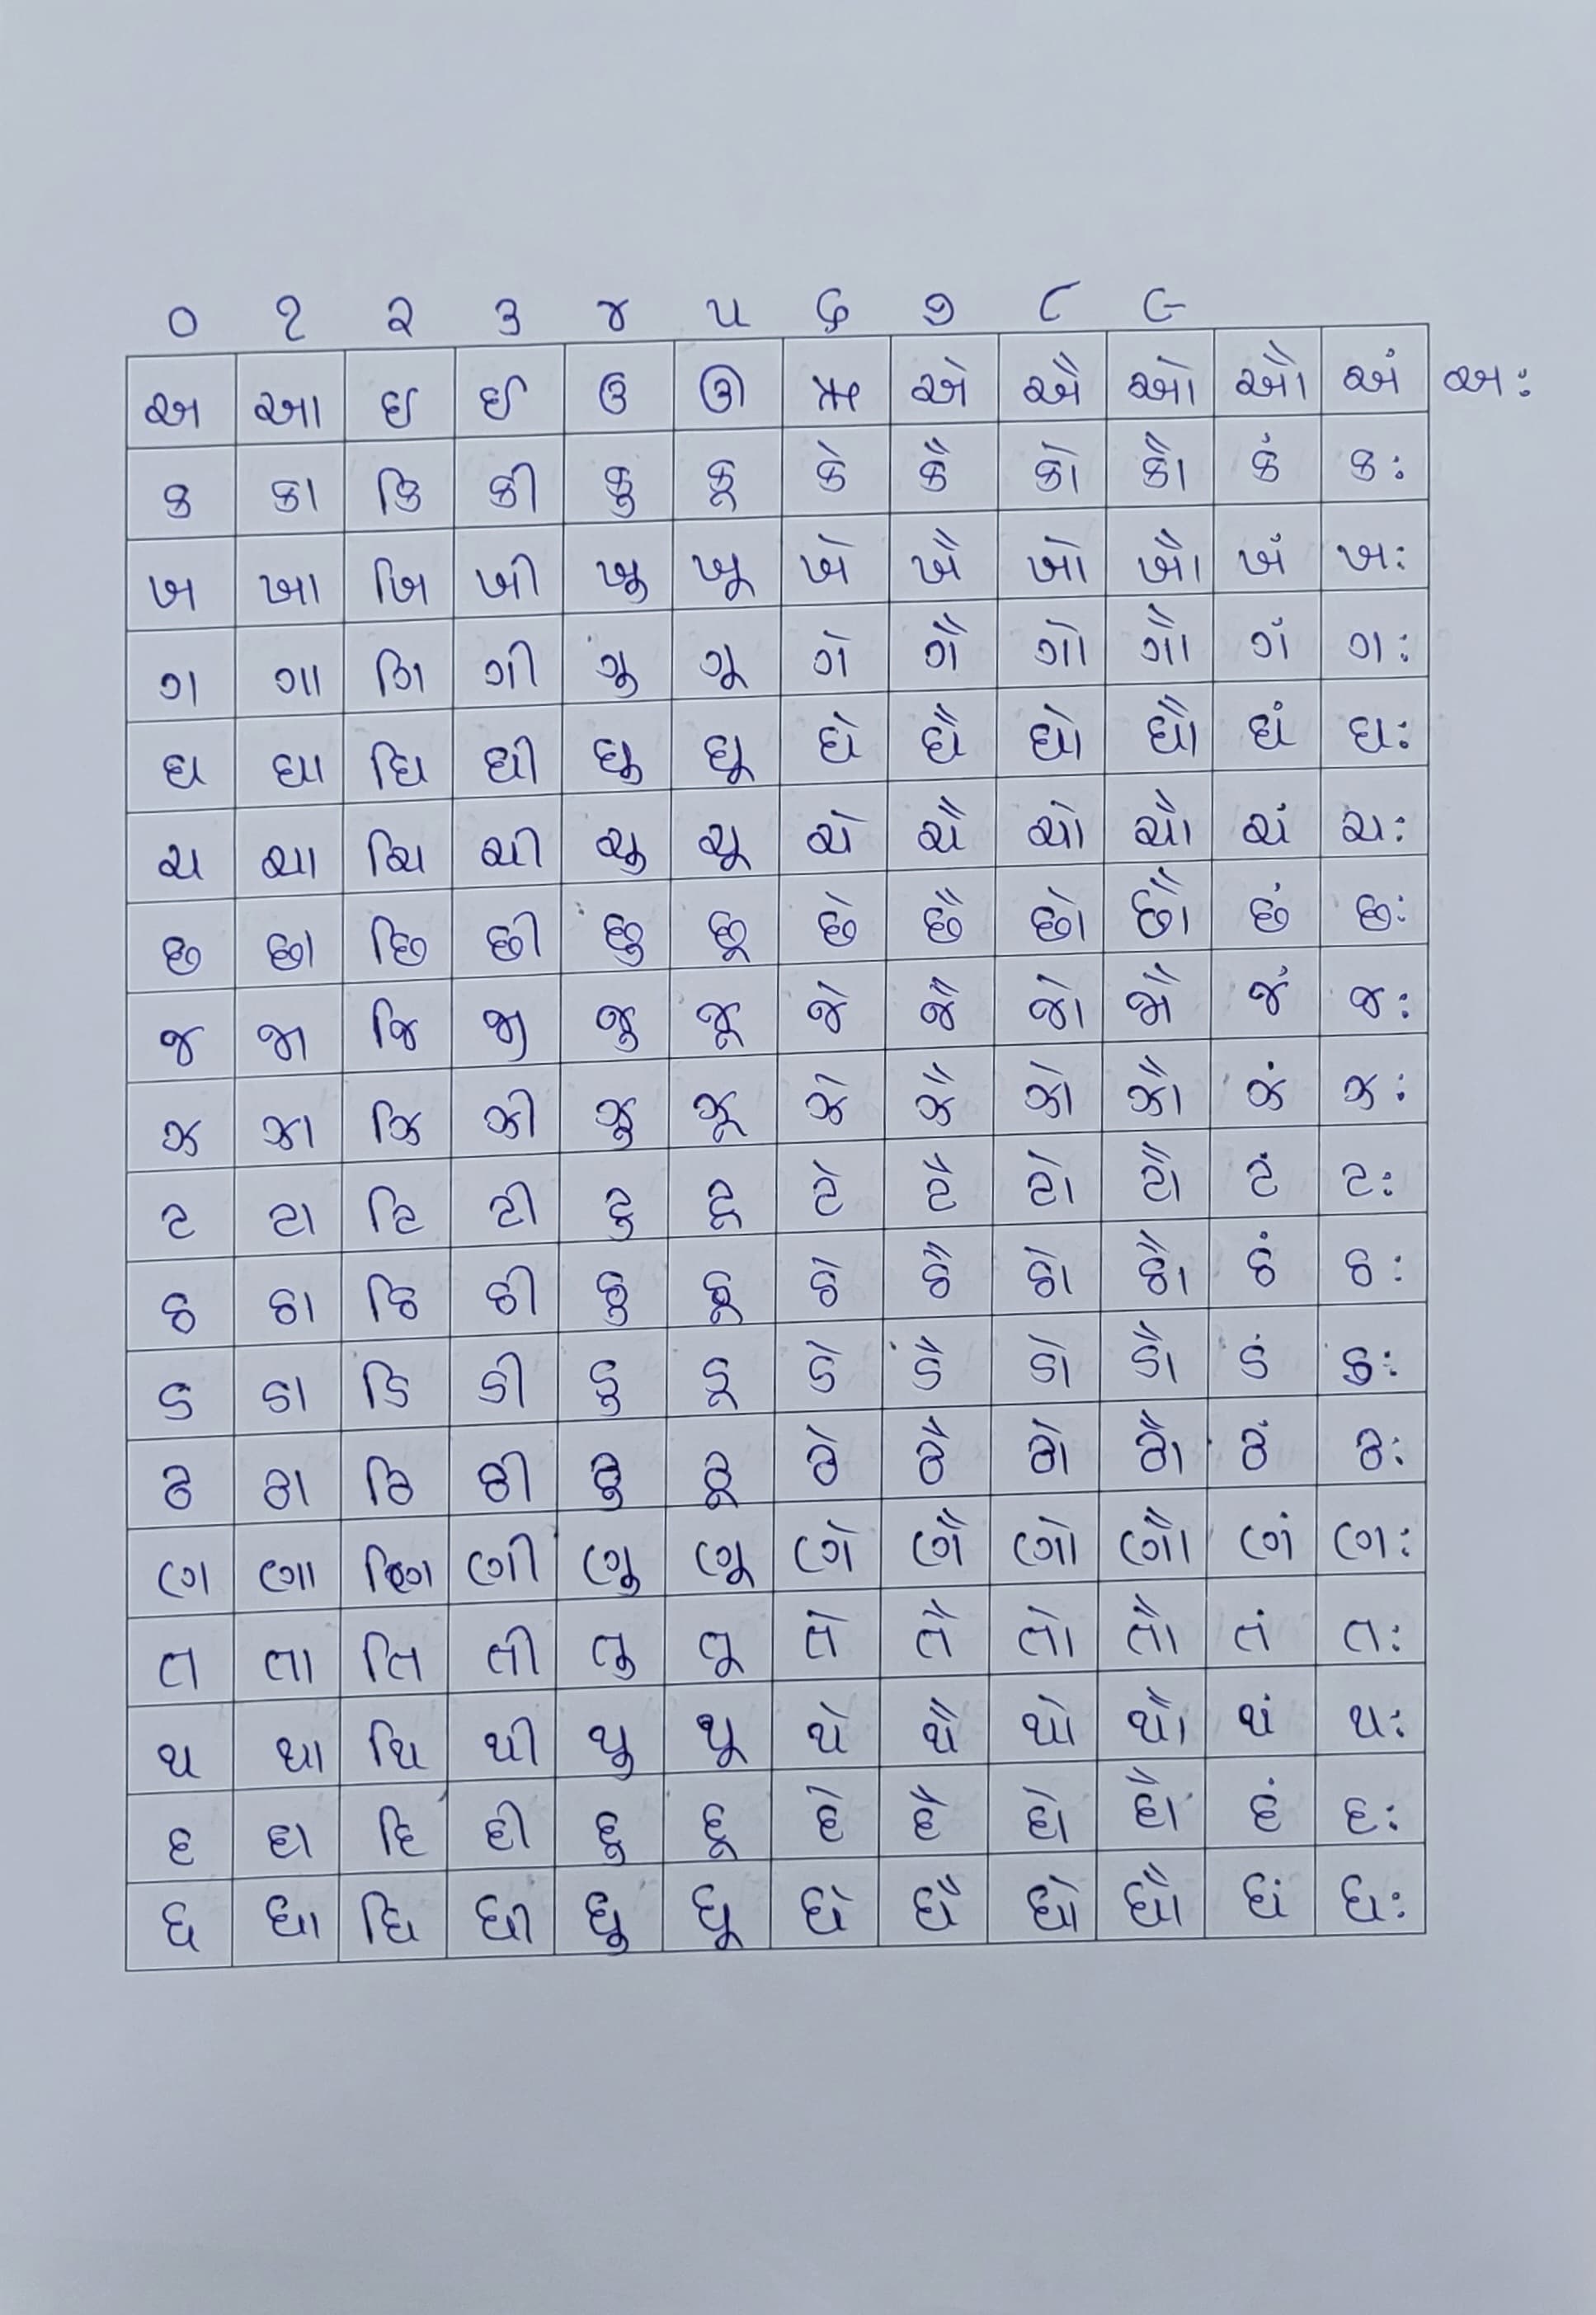 ૦ ૧ ૨ ૩ ૪ ૫ ૬ ૭ ૮ ૯
અ આ ઇ ઈ ઉ ઊ ઋ એ ઐ ઓ ઔ અં અઃ
ક કા કિ કી કુ કૂ કે કૈ કો કૌ કં કઃ
ખ ખા ખિ ખી ખુ ખૂ ખે ખૈ ખો ખૌ ખં ખઃ
ગ ગા ગિ ગી ગુ ગૂ ગે ગૈ ગો ગૌ ગં ગઃ
ઘ ઘા ઘિ ઘી ઘુ ઘૂ ઘે ઘૈ ઘો ઘૌ ઘં ઘઃ
ચ ચા ચિ ચી ચુ ચૂ ચે ચૈ ચો ચૌ ચં ચઃ
છ છા છિ છી છુ છૂ છે છૈ છો છૌ છં છઃ
જ જા જિ જી જુ જૂ જે જૈ જો જૌ જં જઃ
ઝ ઝા ઝિ ઝી ઝુ ઝૂ ઝે ઝૈ ઝો ઝૌ ઝં ઝઃ
ટ ટા ટિ ટી ટુ ટૂ ટે ટૈ ટો ટૌ ટં ટઃ
ઠ ઠા ઠિ ઠી ઠુ ઠૂ ઠે ઠૈ ઠો ઠૌ ઠં ઠઃ
ડ ડા ડિ ડી ડુ ડૂ ડે ડૈ ડો ડૌ ડં ડઃ
ઢ ઢા ઢિ ઢી ઢુ ઢૂ ઢે ઢૈ ઢો ઢૌ ઢં ઢઃ
ણ ણા ણિ ણી ણુ ણૂ ણે ણૈ ણો ણૌ ણં ણઃ
ત તા તિ તી તુ તૂ તે તૈ તો તૌ તં તઃ
થ થા થિ થી થુ થૂ થે થૈ થો થૌ થં થઃ
દ દા દિ દી દુ દૂ દે દૈ દો દૌ દં દઃ
ધ ધા ધિ ધી ધુ ધૂ ધે ધૈ ધો ધૌ ધં ધઃ